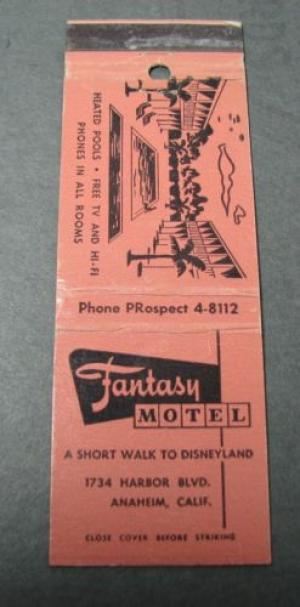 HEATED POOLS • FREE TV AND HI-FI
PHONES IN ALL ROOMS
Phone PRospect 4-8112
Fantasy
MOTEL
A SHORT WALK TO DISNEYLAND
1734 HARBOR BLVD.
ANAHEIM, CALIF.
CLOSE COVER BEFORE STRIKING